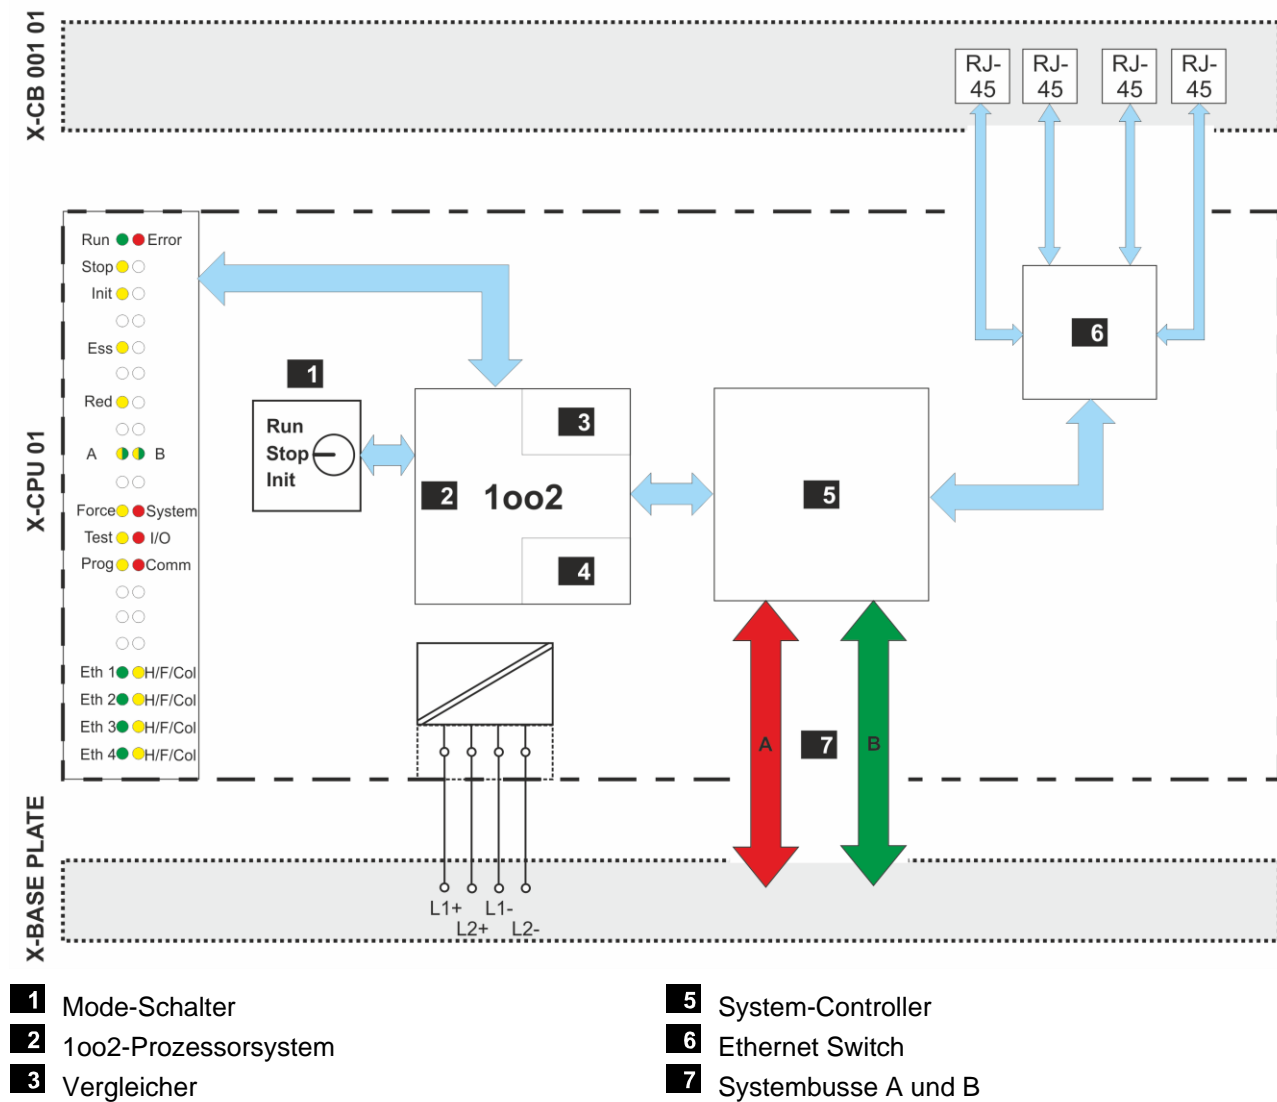 X-CB 001 01
RJ-
45
RJ-
45
RJ-
45
RJ-
45
X-CPU 01
Run Error
Stop
Init
Ess
Red
A B
Force System
Test I/O
Prog Comm
Eth 1 H/F/Col
Eth 2 H/F/Col
Eth 3 H/F/Col
Eth 4 H/F/Col
1
Run
Stop
Init
2
1oo2
3
4
5
6
A
7
B
X-BASE PLATE
L1+
L2+
L1-
L2-
1 Mode-Schalter
2 1oo2-Prozessorsystem
3 Vergleicher
5 System-Controller
6 Ethernet Switch
7 Systembusse A und B